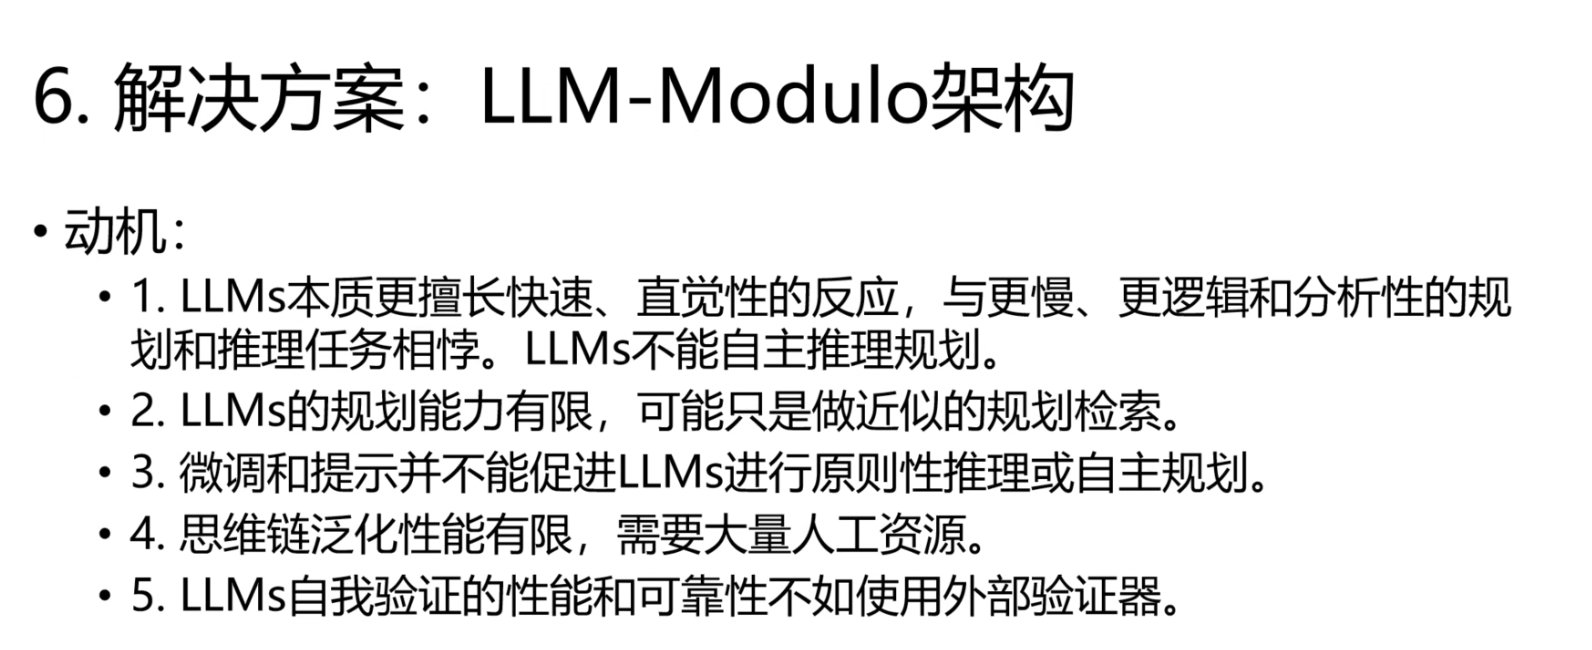 6. 解决方案：LLM-Modulo架构
• 动机：
• 1. LLMs本质更擅长快速、直觉性的反应，与更慢、更逻辑和分析性的规
划和推理任务相悖。LLMs不能自主推理规划。
• 2. LLMs的规划能力有限，可能只是做近似的规划检索。
• 3. 微调和提示并不能促进LLMs进行原则性推理或自主规划。
• 4. 思维链泛化性能有限，需要大量人工资源。
• 5. LLMs自我验证的性能和可靠性不如使用外部验证器。